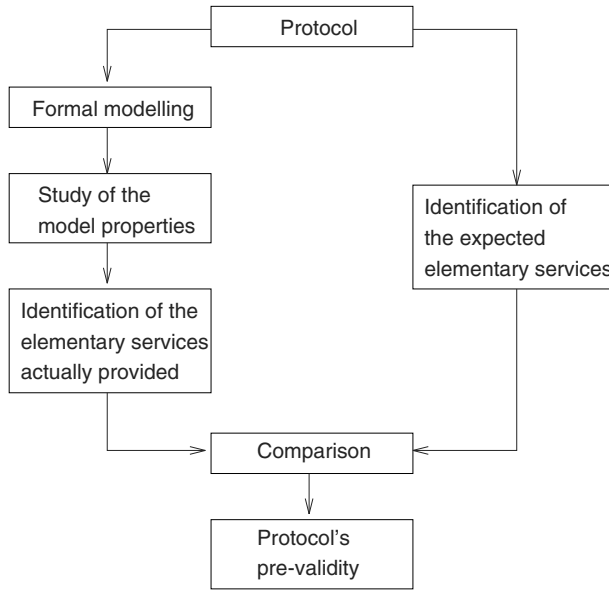 Protocol
Formal modelling
Study of the
model properties
Identification of
the expected
elementary services
Identification of the
elementary services
actually provided
Comparison
Protocol's
pre-validity